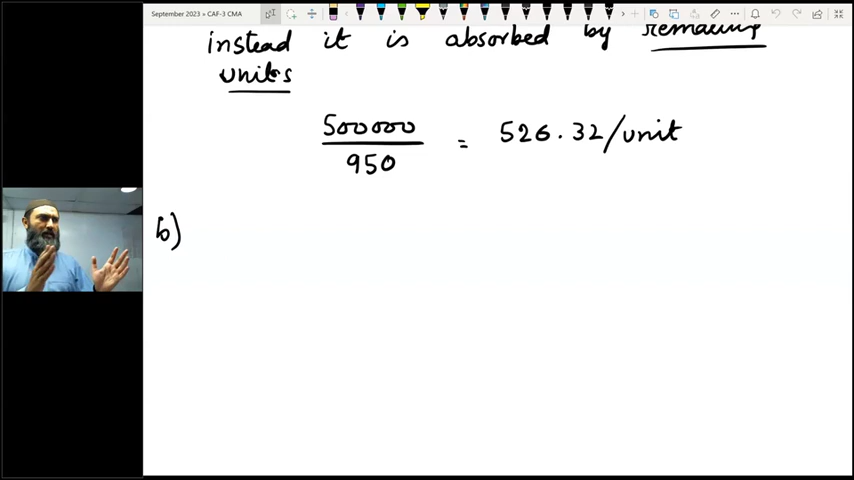 September 2023 » CAF-3 CMA
instead it is absorbed by remaining
units
500000
950
= 526.32/unit
b)